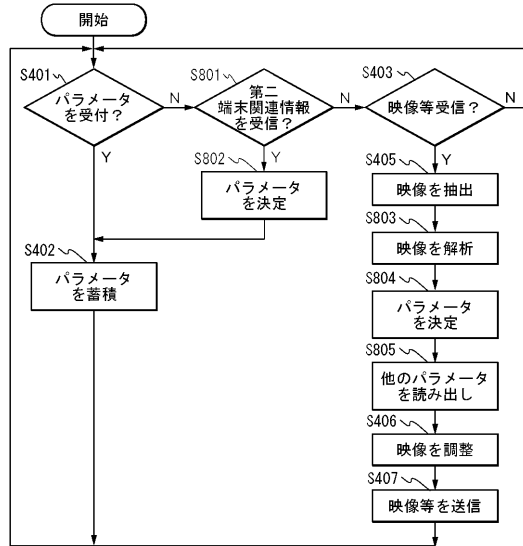 開始
S401
パラメータ
を受付？
N
Y
S801
第二
端末関連情報
を受信？
N
Y
S403
映像等受信？
N
Y
S802
パラメータ
を決定
S402
パラメータ
を蓄積
S405
映像を抽出
S803
映像を解析
S804
パラメータ
を決定
S805
他のパラメータ
を読み出し
S406
映像を調整
S407
映像等を送信